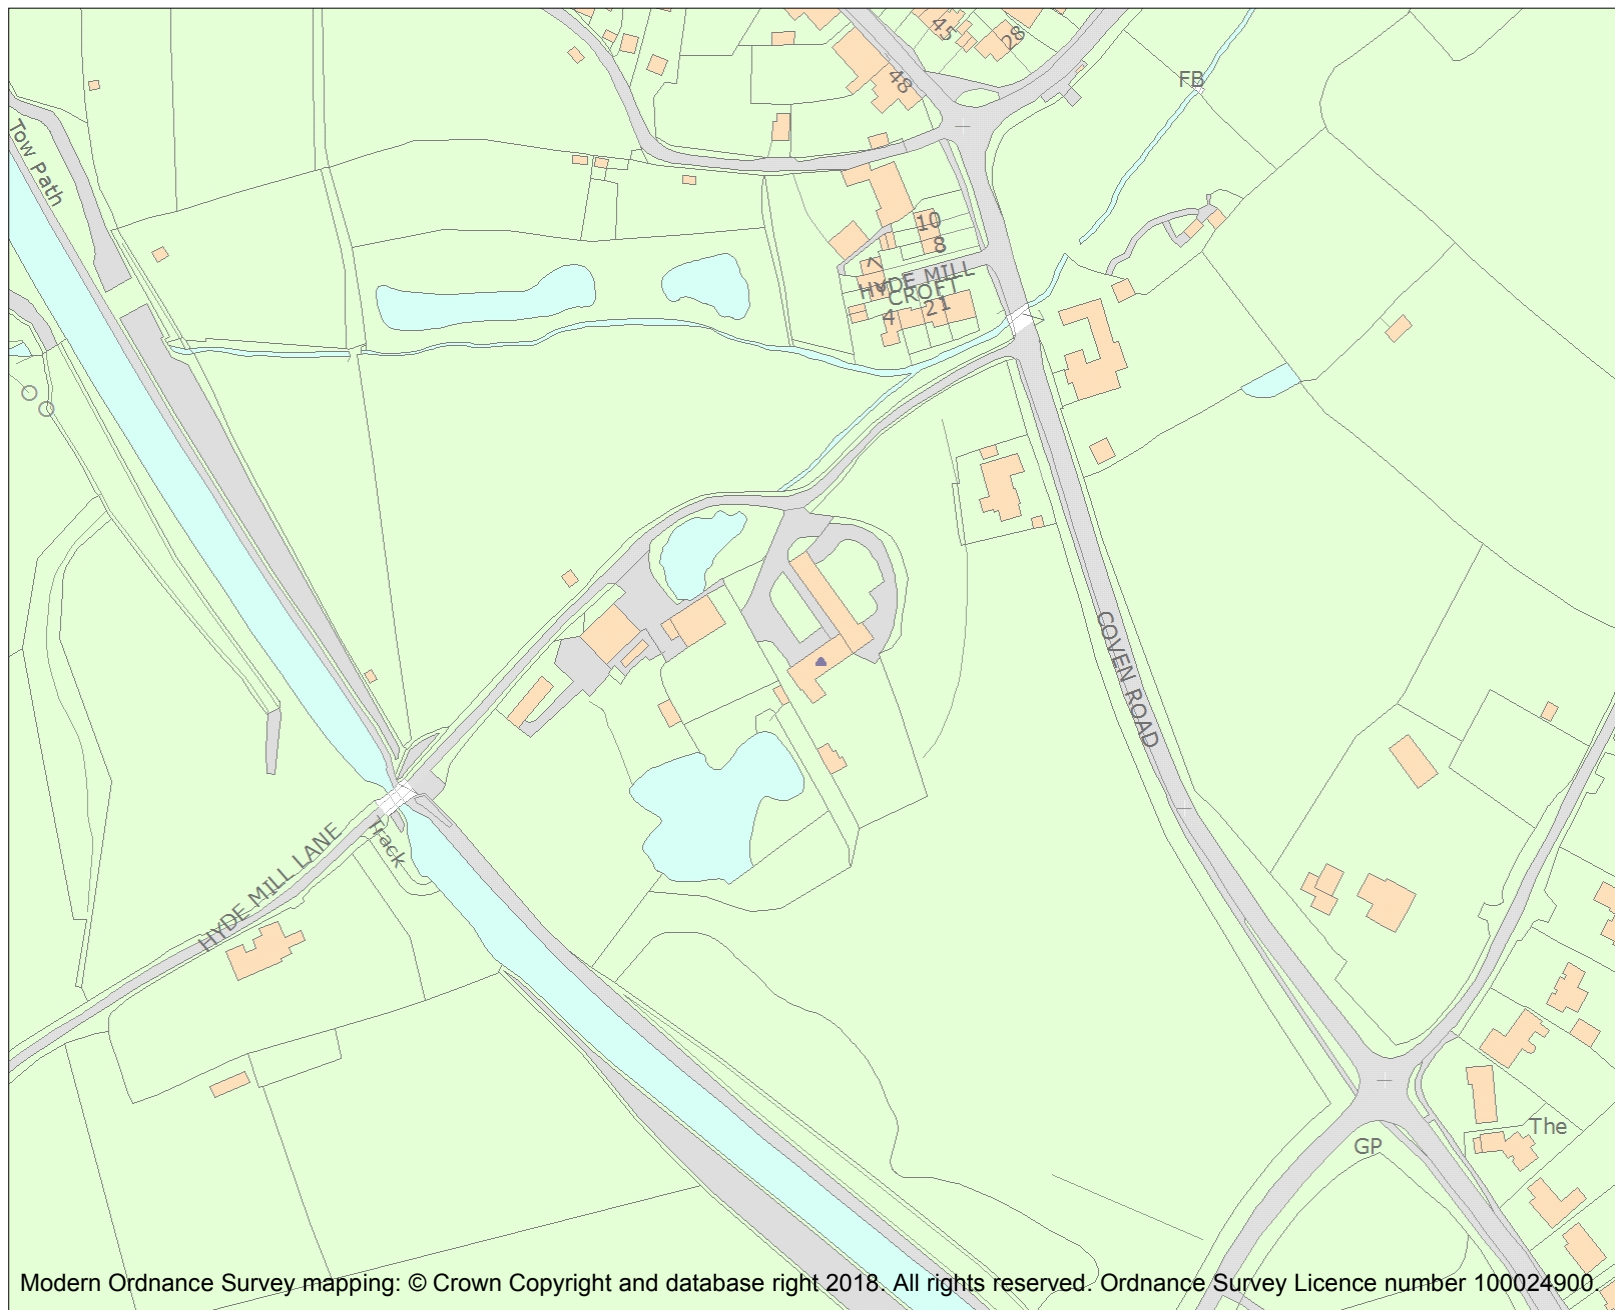 45
28
48
FB
Tow Path
10
8
HYDE MILL
CROFT
4
21
COVEN ROAD
HYDE MILL LANE
Track
The
GP
Modern Ordnance Survey mapping: © Crown Copyright and database right 2018. All rights reserved. Ordnance Survey Licence number 100024900.